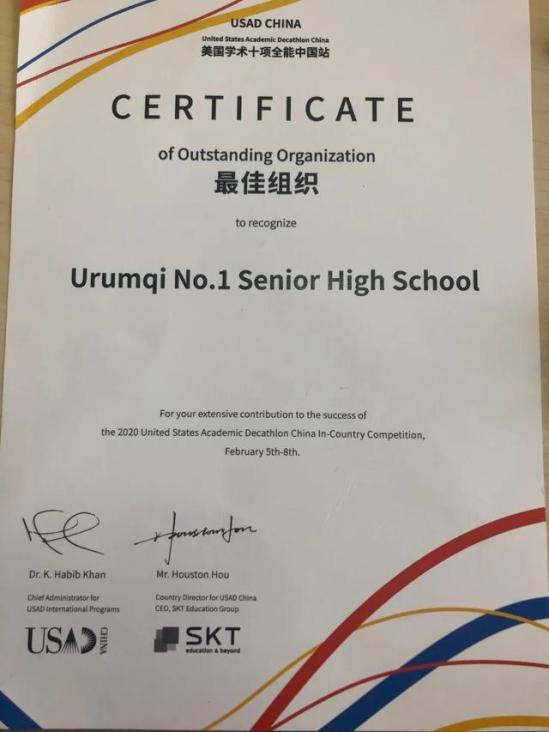 USAD CHINA
United States Academic Decathlon China
美国学术十项全能中国站
CERTIFICATE
of Outstanding Organization
最佳组织
to recognize
Urumqi No.1 Senior High School
For your extensive contribution to the success of
the 2020 United States Academic Decathlon China In-Country Competition,
February 5th-8th.
Dr. K. Habib Khan
Chief Administrator for
USAD International Programs
USAD CHINA
Mr. Houston Hou
Country Director for USAD China
CEO, SKT Education Group
SKT
education & beyond